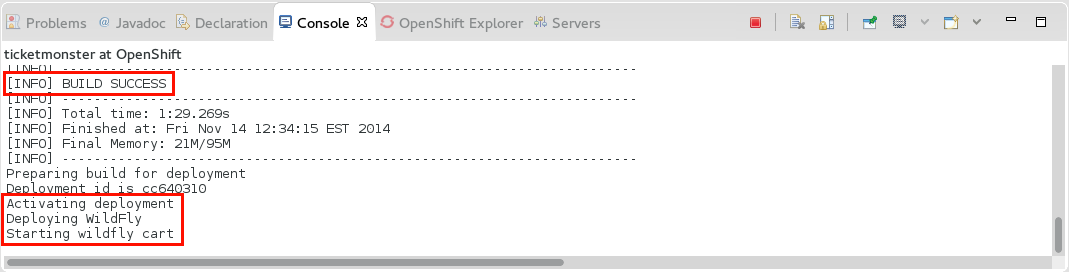 Problems @ Javadoc Declaration Console OpenShift Explorer Servers
ticketmonster at OpenShift
[INFO] ------------------------------------------------------------------------
[INFO] BUILD SUCCESS
[INFO] ------------------------------------------------------------------------
[INFO] Total time: 1:29.269s
[INFO] Finished at: Fri Nov 14 12:34:15 EST 2014
[INFO] Final Memory: 21M/95M
[INFO] ------------------------------------------------------------------------
Preparing build for deployment
Deployment id is cc640310
Activating deployment
Deploying WildFly
Starting wildfly cart